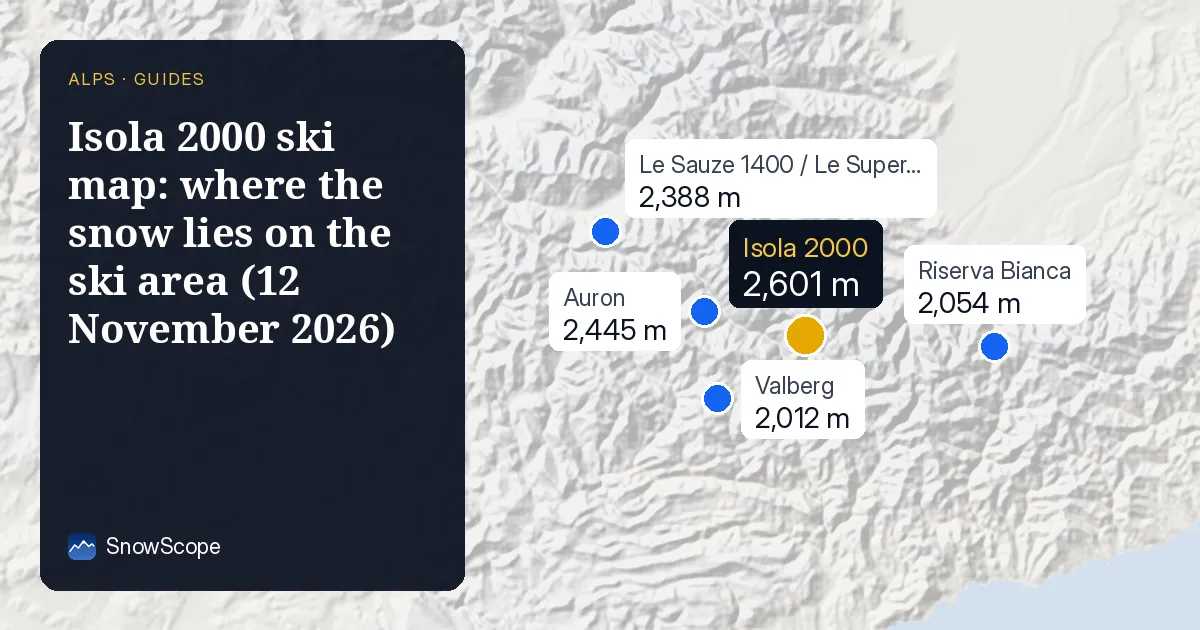 ALPS · GUIDES
Isola 2000 ski
map: where the
snow lies on the
ski area (12
November 2026)
SnowScope
Le Sauze 1400 / Le Super...
2,388 m
Isola 2000
2,601 m
Riserva Bianca
2,054 m
Auron
2,445 m
Valberg
2,012 m